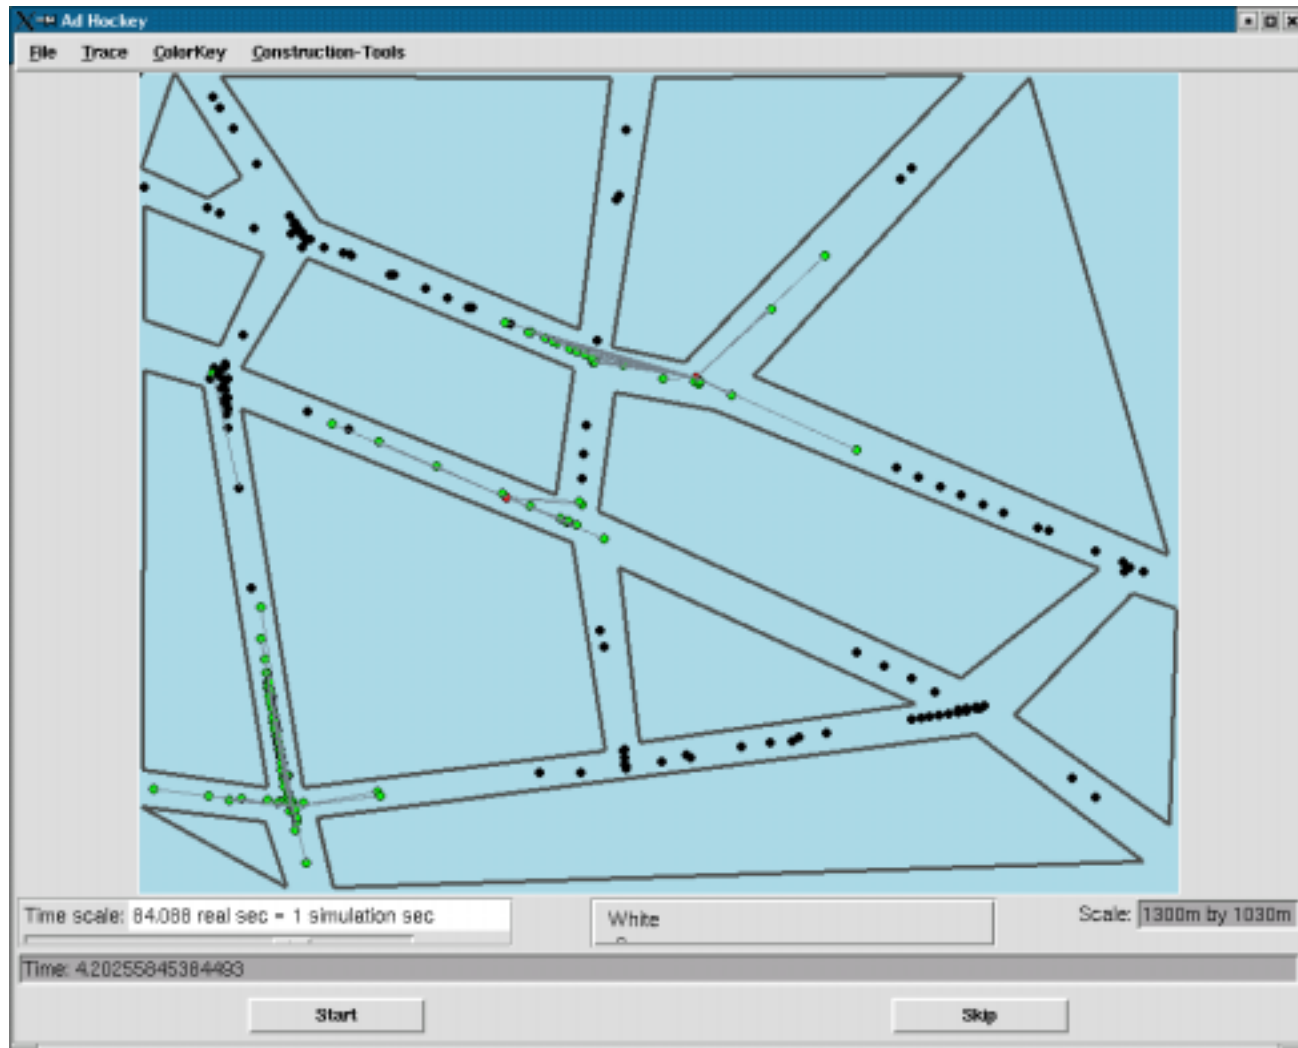 Ad Hockey
File Trace ColorKey Construction-Tools
Time scale: 84.088 real sec = 1 simulation sec
White
Scale: 1300m by 1030m
Time: 4.20255845384493
Start Skip